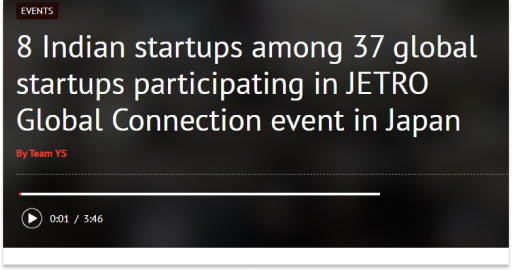 EVENTS
8 Indian startups among 37 global
startups participating in JETRO
Global Connection event in Japan
By Team YS
0:01 / 3:46